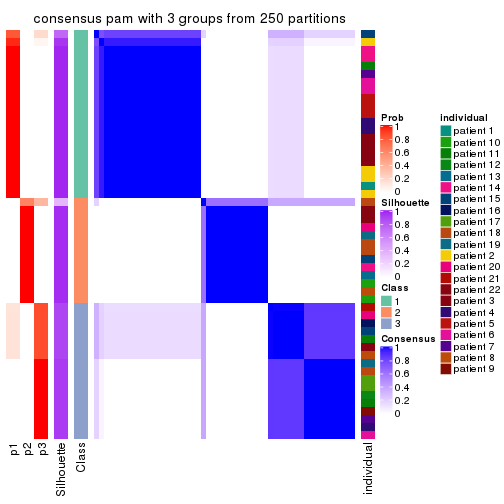 consensus pam with 3 groups from 250 partitions
p1
p2
p3
Silhouette
Class
individual
Prob
1
0.8
0.6
0.4
0.2
0
Silhouette
1
0.8
0.6
0.4
0.2
0
Class
1
2
3
Consensus
1
0.8
0.6
0.4
0.2
0
individual
patient 1
patient 10
patient 11
patient 12
patient 13
patient 14
patient 15
patient 16
patient 17
patient 18
patient 19
patient 2
patient 20
patient 21
patient 22
patient 3
patient 4
patient 5
patient 6
patient 7
patient 8
patient 9